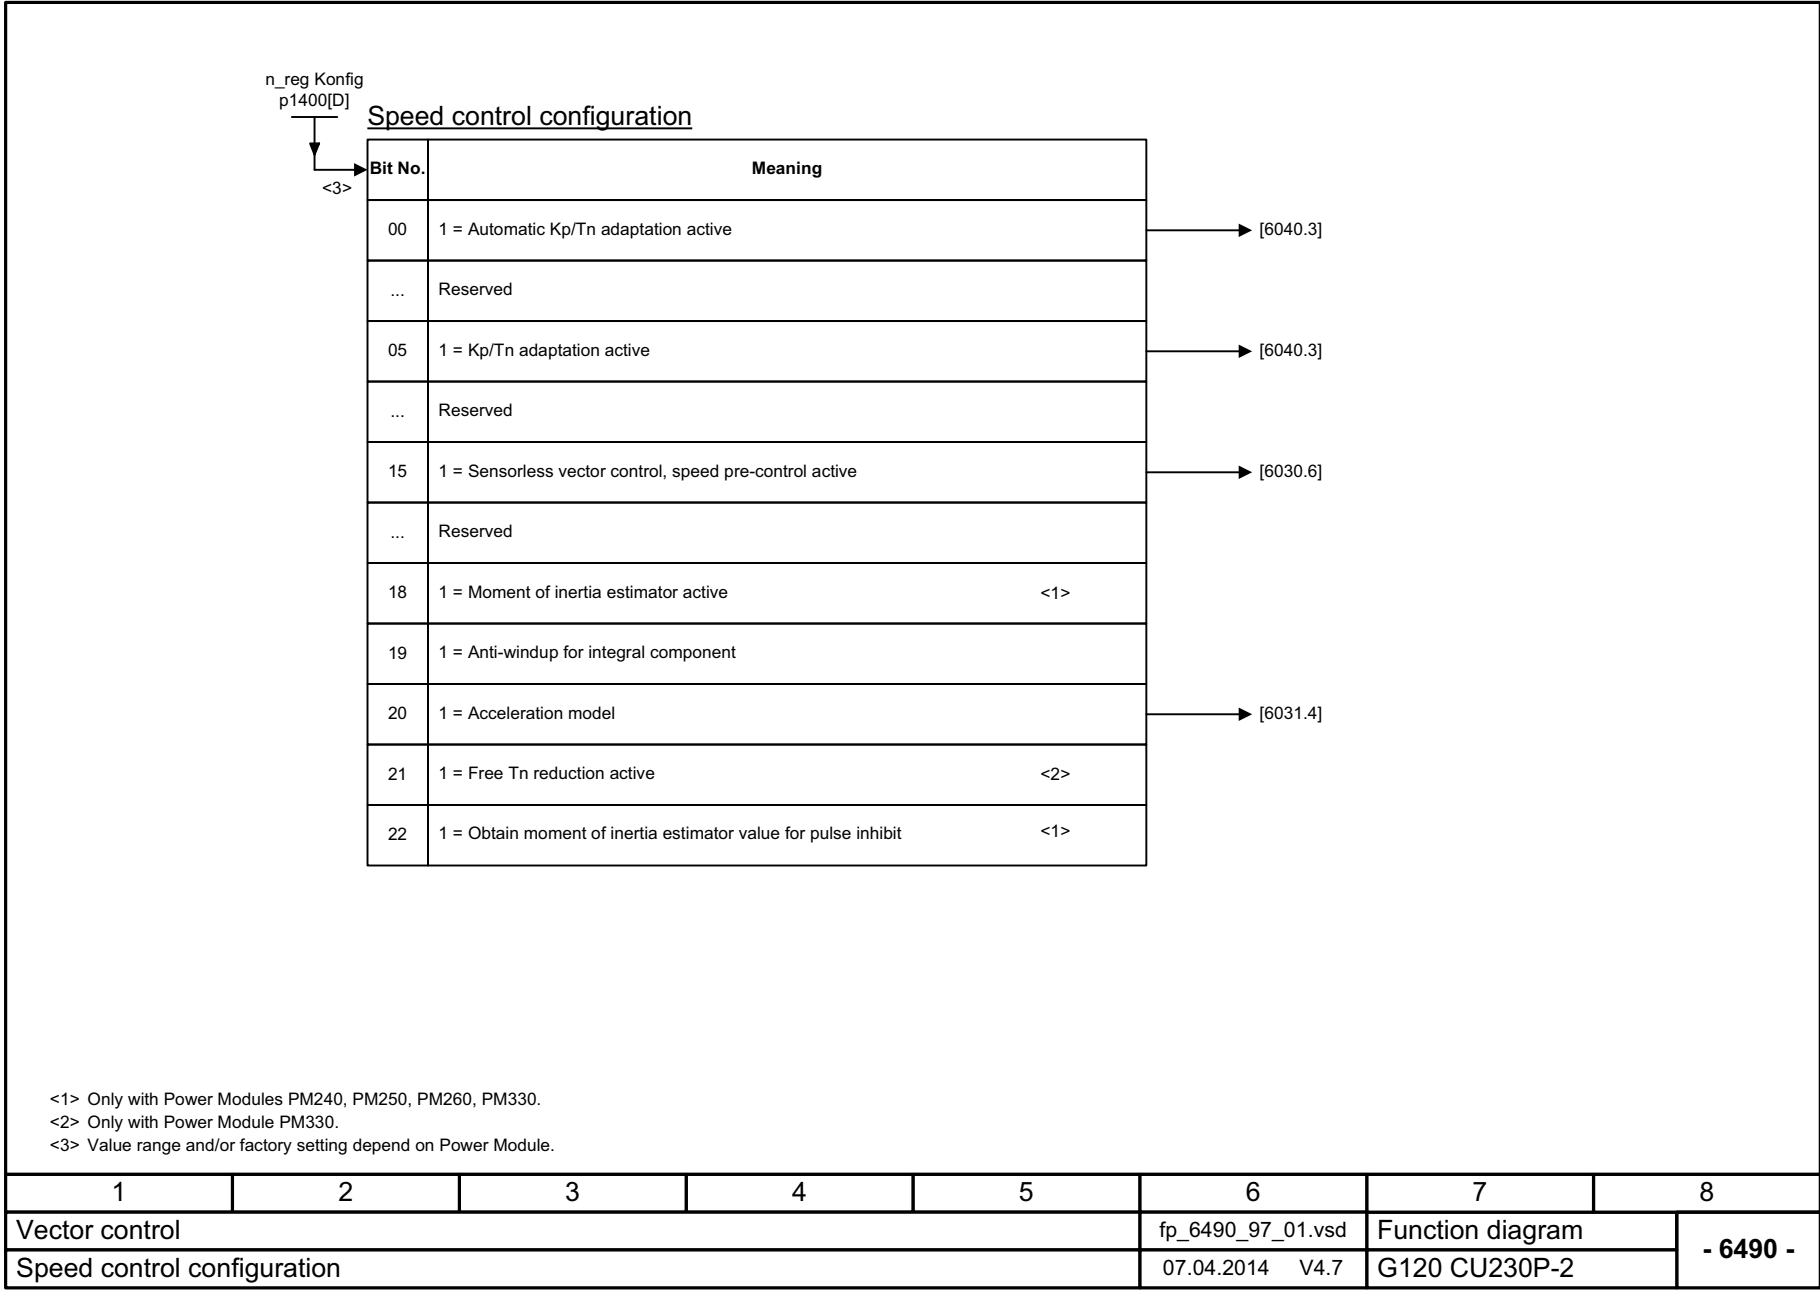 n_reg Konfig
p1400[D]
Speed control configuration
<3>
Bit No. Meaning
00 1 = Automatic Kp/Tn adaptation active [6040.3]
... Reserved
05 1 = Kp/Tn adaptation active [6040.3]
... Reserved
15 1 = Sensorless vector control, speed pre-control active [6030.6]
... Reserved
18 1 = Moment of inertia estimator active <1>
19 1 = Anti-windup for integral component
20 1 = Acceleration model [6031.4]
21 1 = Free Tn reduction active <2>
22 1 = Obtain moment of inertia estimator value for pulse inhibit <1>
<1> Only with Power Modules PM240, PM250, PM260, PM330.
<2> Only with Power Module PM330.
<3> Value range and/or factory setting depend on Power Module.
1 2 3 4 5 6 7 8
Vector control fp_6490_97_01.vsd Function diagram
- 6490 -
Speed control configuration 07.04.2014 V4.7 G120 CU230P-2